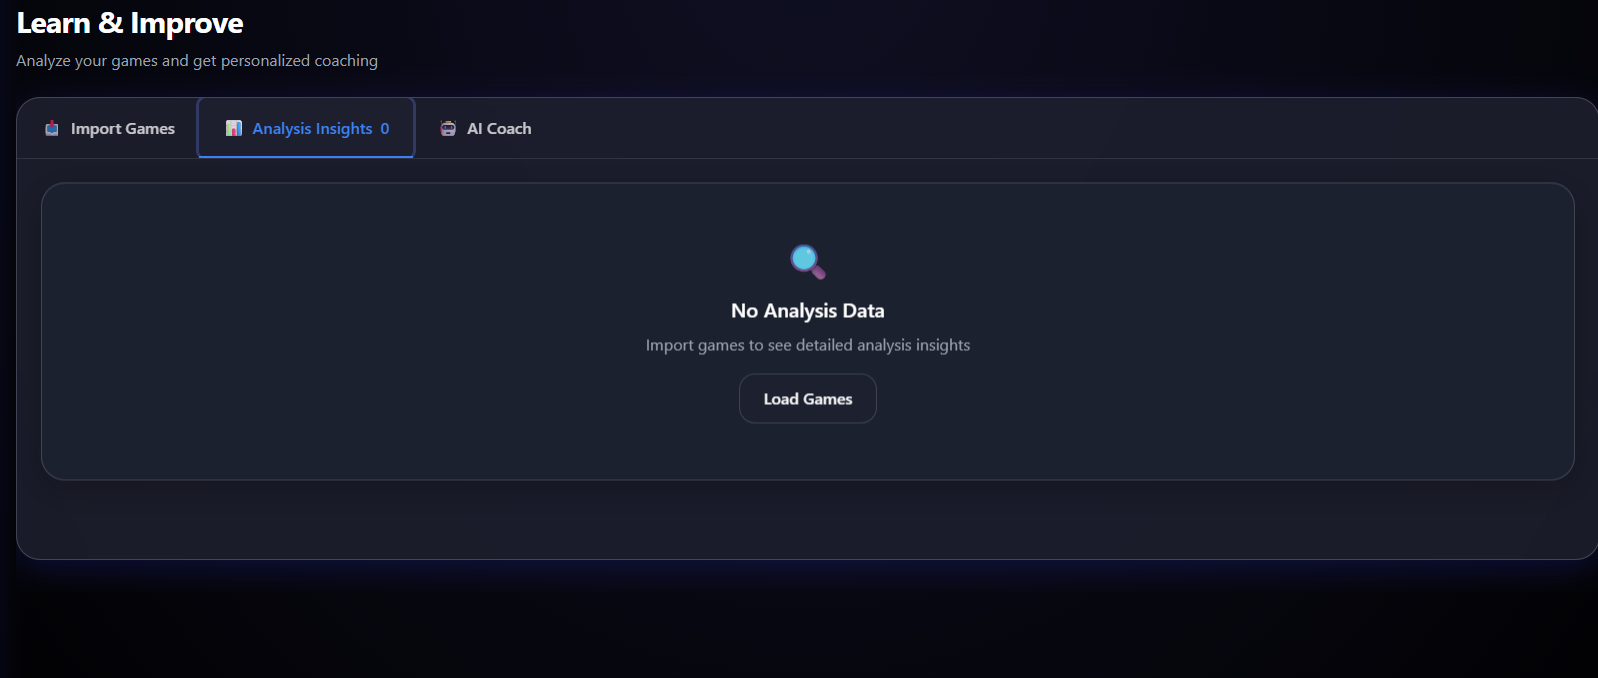 Learn & Improve
Analyze your games and get personalized coaching
Import Games
Analysis Insights 0
AI Coach
No Analysis Data
Import games to see detailed analysis insights
Load Games